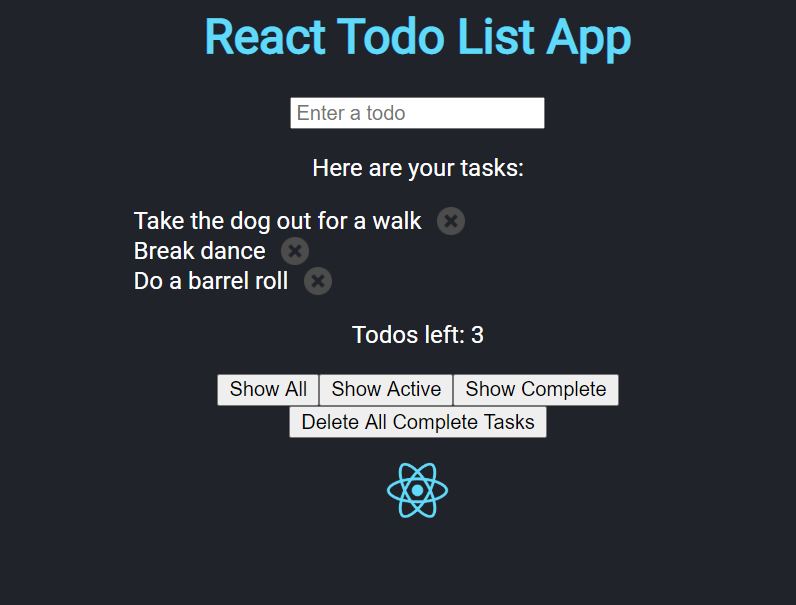 React Todo List App
Enter a todo
Here are your tasks:
Take the dog out for a walk
Break dance
Do a barrel roll
Todos left: 3
Show All Show Active Show Complete
Delete All Complete Tasks